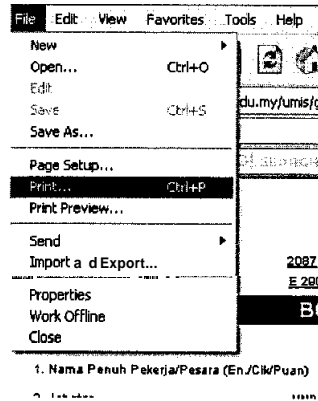 File Edit View Favorites Tools Help
New
Open... Ctrl+O
Edit
Save Ctrl+S
Save As...
du.my/umis/g
Page Setup...
Print... Ctrl+P
Print Preview...
Send
Import a d Export...
2087
E 290
Properties
Work Offline
Close
B
1. Nama Penuh Pekerja/Pesara (En./Cik/Puan)